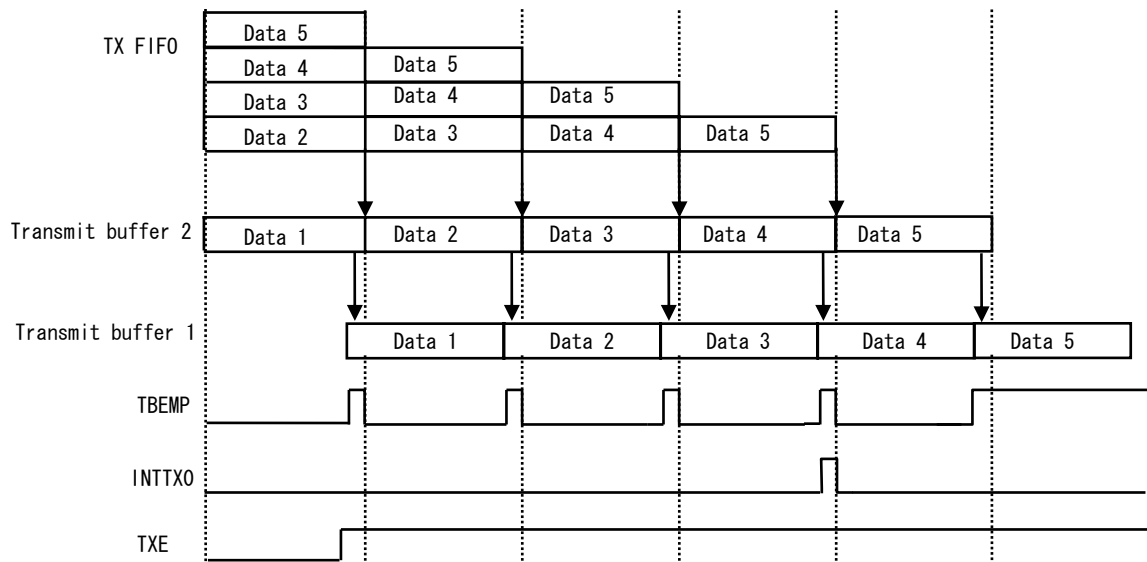 Data 5
TX FIFO
Data 4 Data 5
Data 3 Data 4 Data 5
Data 2 Data 3 Data 4 Data 5
Transmit buffer 2 Data 1 Data 2 Data 3 Data 4 Data 5
Transmit buffer 1 Data 1 Data 2 Data 3 Data 4 Data 5
TBEMP
INTTX0
TXE